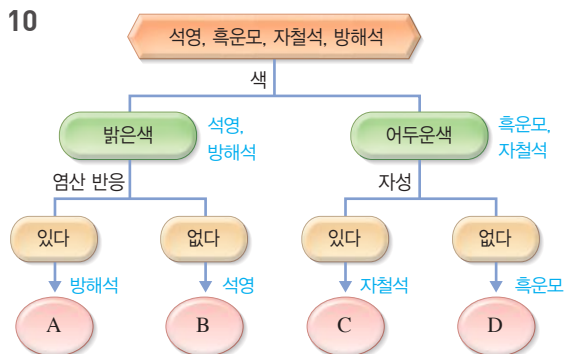 10
석영, 흑운모, 자철석, 방해석
색
밝은색
석영,
방해석
어두운색
흑운모,
자철석
염산 반응
자성
있다
없다
있다
없다
방해석
석영
자철석
흑운모
A
B
C
D